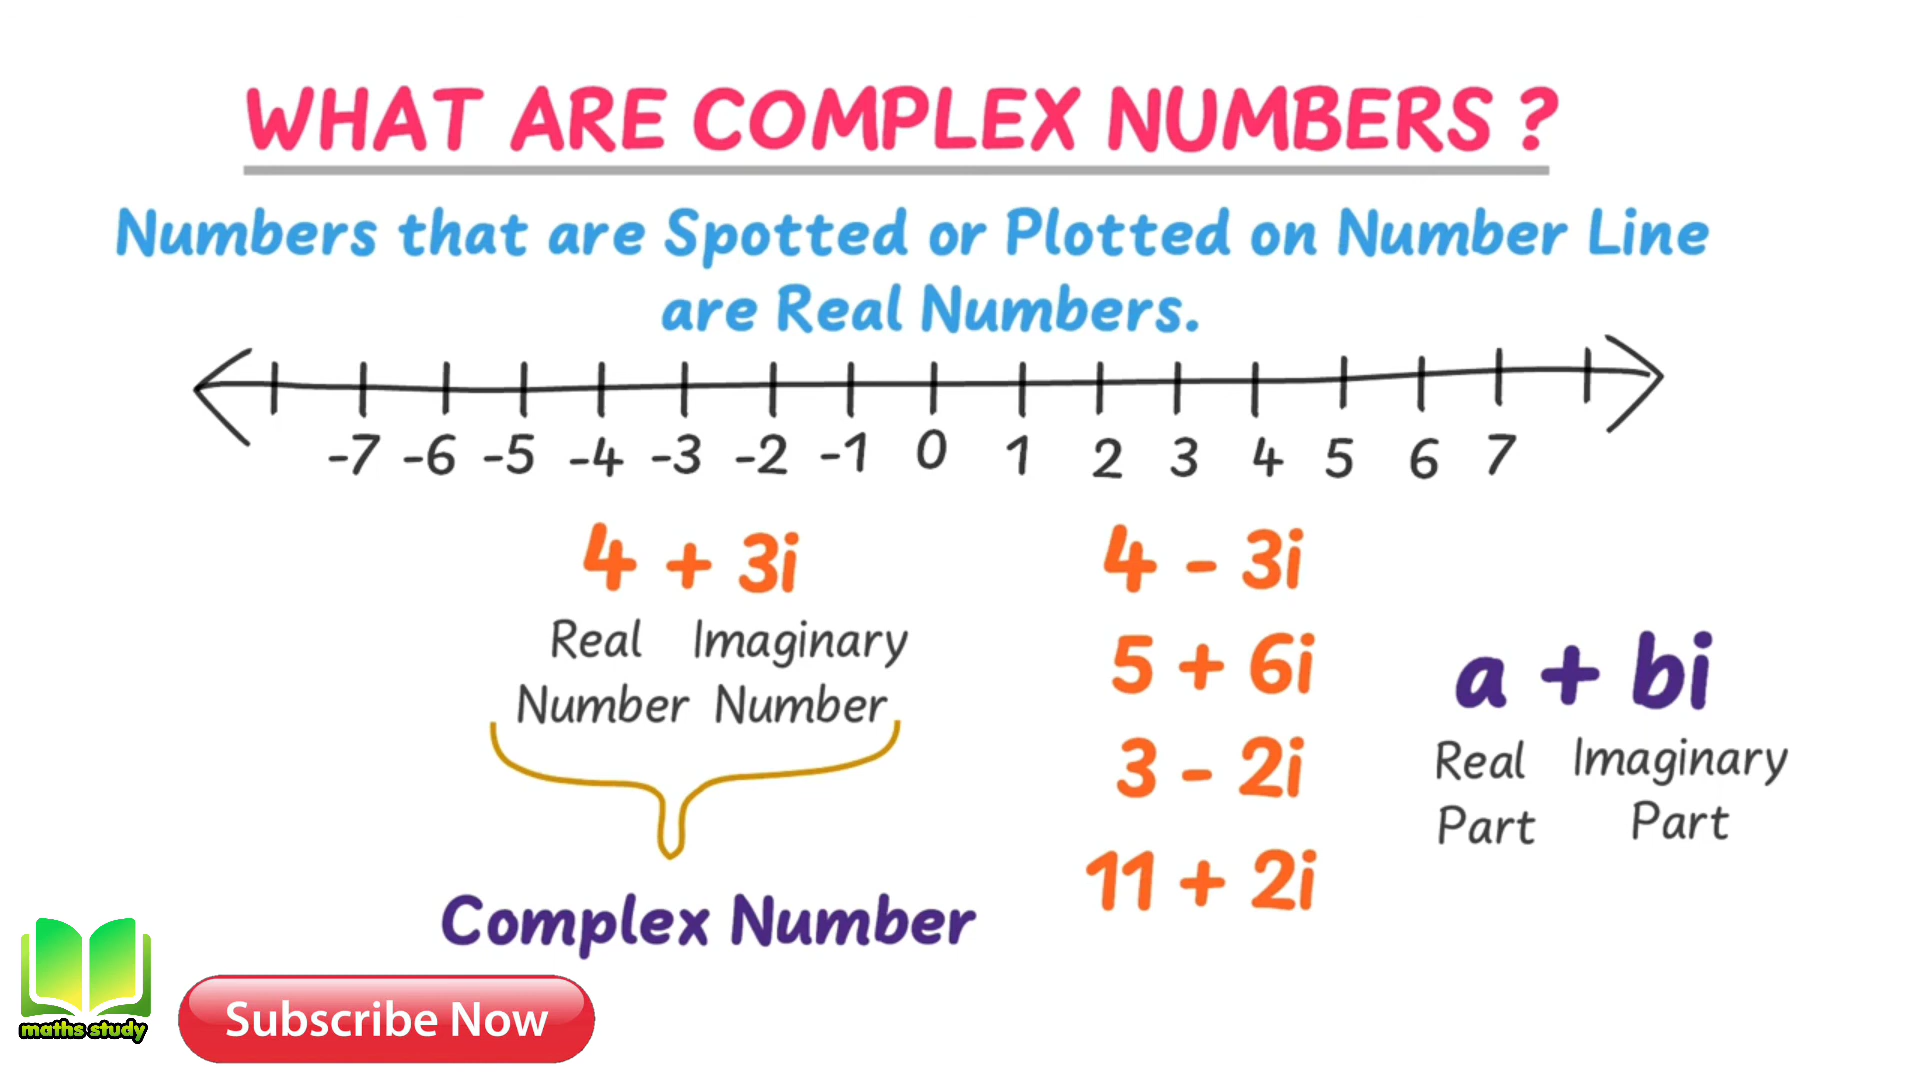 WHAT ARE COMPLEX NUMBERS ?
Numbers that are Spotted or Plotted on Number Line
are Real Numbers.
-7 -6 -5 -4 -3 -2 -1 0 1 2 3 4 5 6 7
4 + 3i
Real Imaginary
Number Number
Complex Number
4 - 3i
5 + 6i
3 - 2i
11 + 2i
a + bi
Real Imaginary
Part Part
maths study
Subscribe Now